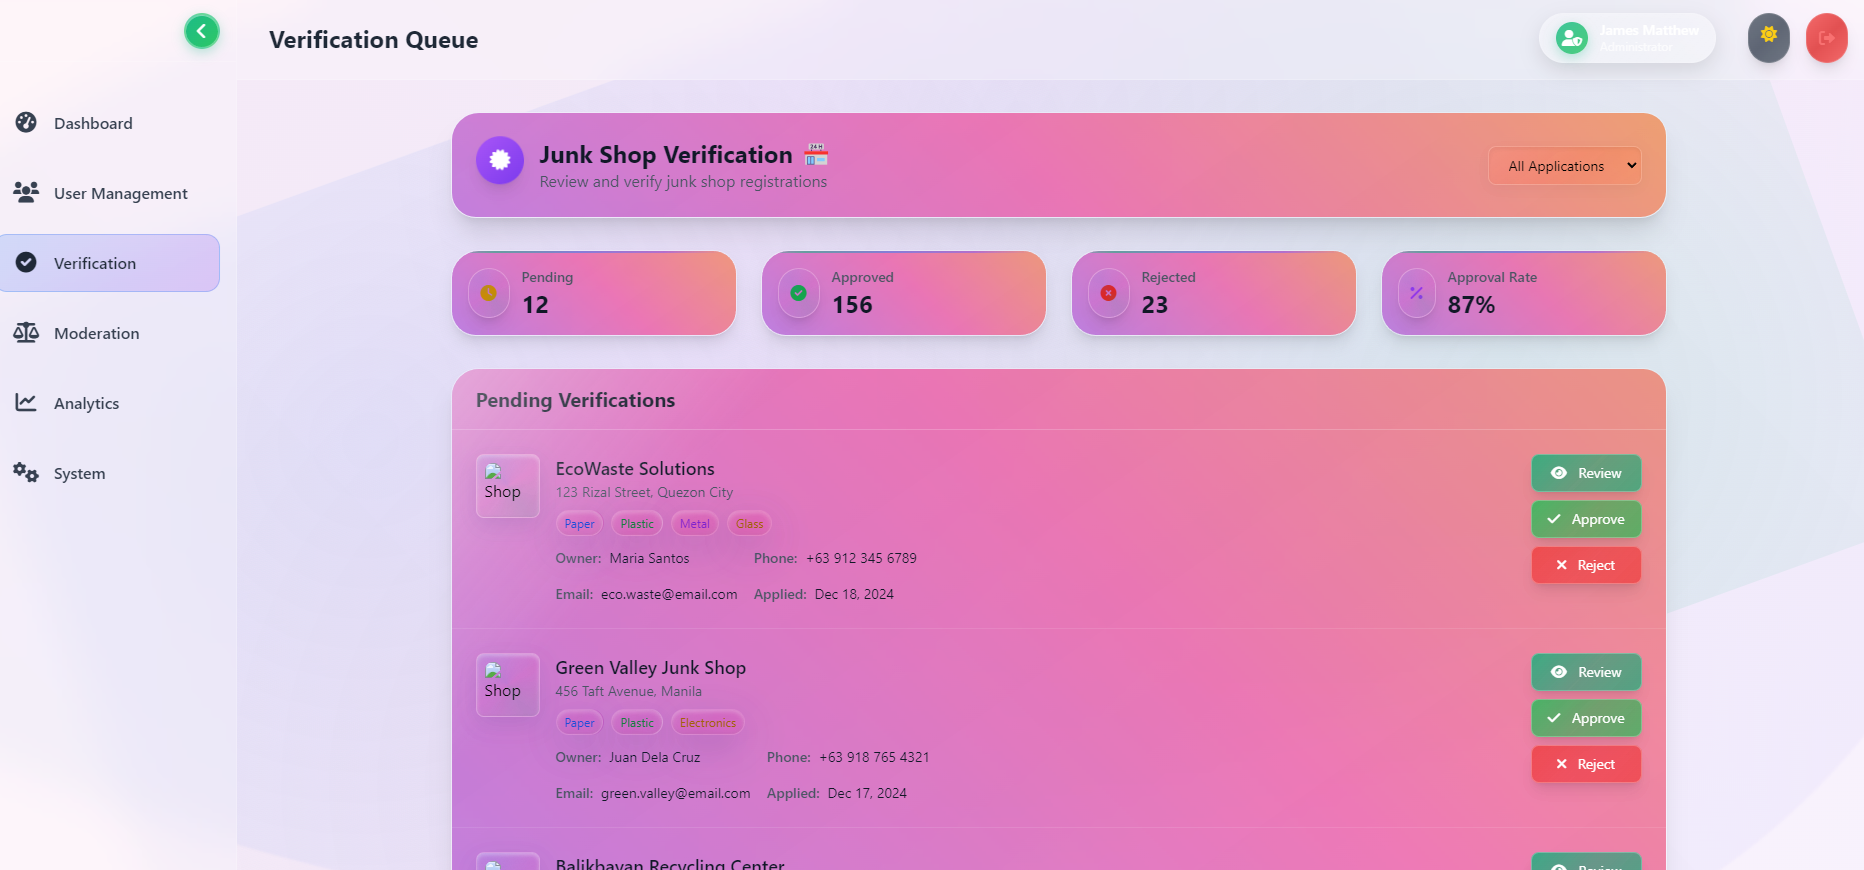 Verification Queue
James Matthew
Administrator
Dashboard
User Management
Verification
Moderation
Analytics
System
Junk Shop Verification
24 H
Review and verify junk shop registrations
All Applications
Pending
12
Approved
156
Rejected
23
Approval Rate
87%
Pending Verifications
Shop
EcoWaste Solutions
123 Rizal Street, Quezon City
Paper Plastic Metal Glass
Owner: Maria Santos Phone: +63 912 345 6789
Email: eco.waste@email.com Applied: Dec 18, 2024
Review
Approve
Reject
Shop
Green Valley Junk Shop
456 Taft Avenue, Manila
Paper Plastic Electronics
Owner: Juan Dela Cruz Phone: +63 918 765 4321
Email: green.valley@email.com Applied: Dec 17, 2024
Review
Approve
Reject
Balikbayan Recycling Center
Review